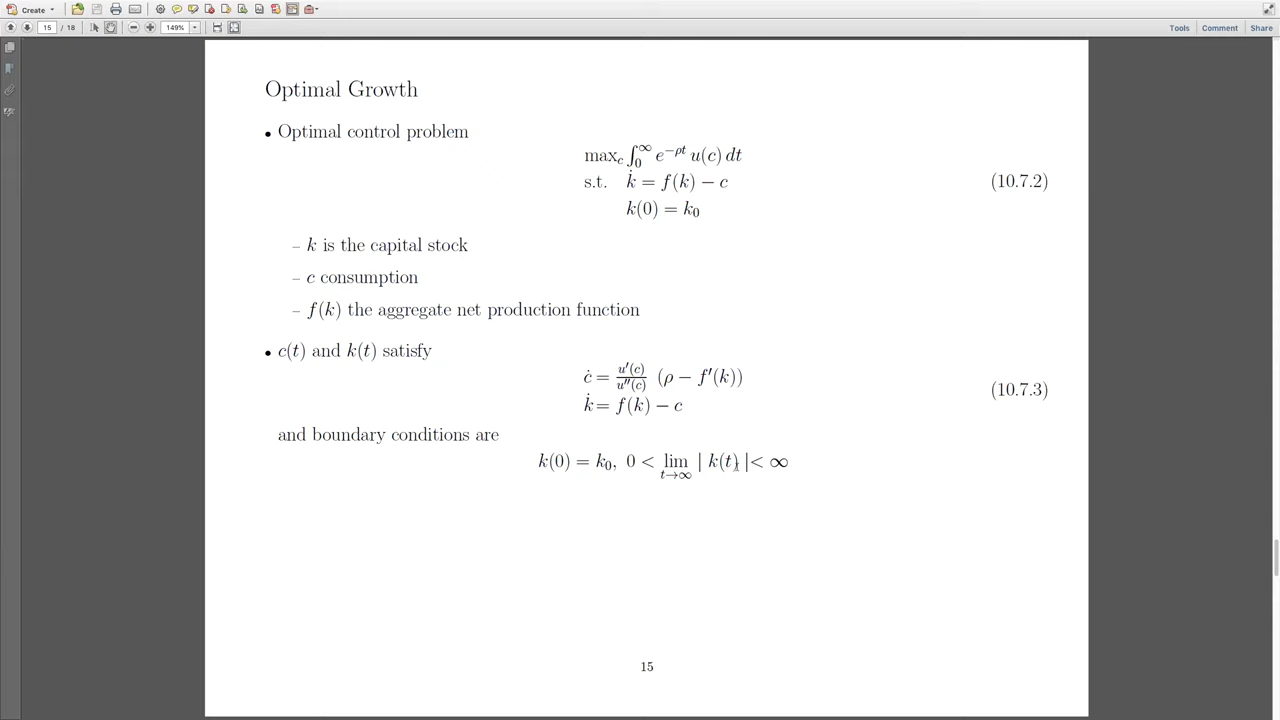 Create
15 / 18
149%
Tools Comment Share
Optimal Growth
• Optimal control problem
max_c ∫_0^∞ e^{−ρt} u(c) dt
s.t. k̇ = f(k) − c (10.7.2)
k(0) = k_0
– k is the capital stock
– c consumption
– f(k) the aggregate net production function
• c(t) and k(t) satisfy
ċ = u′(c)/u″(c) (ρ − f′(k))
k̇ = f(k) − c (10.7.3)
and boundary conditions are
k(0) = k_0, 0 < lim_{t→∞} | k(t) | < ∞
15